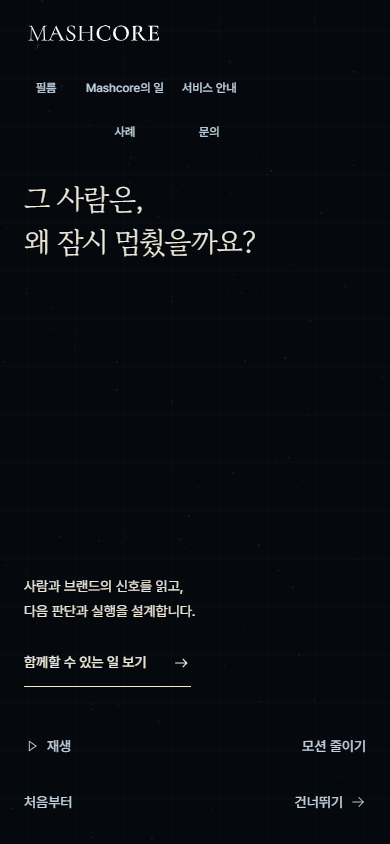 MASHCORE
필름 Mashcore의 일 서비스 안내
사례 문의
그 사람은,
왜 잠시 멈췄을까요?
사람과 브랜드의 신호를 읽고,
다음 판단과 실행을 설계합니다.
함께할 수 있는 일 보기 →
재생 모션 줄이기
처음부터 건너뛰기 →